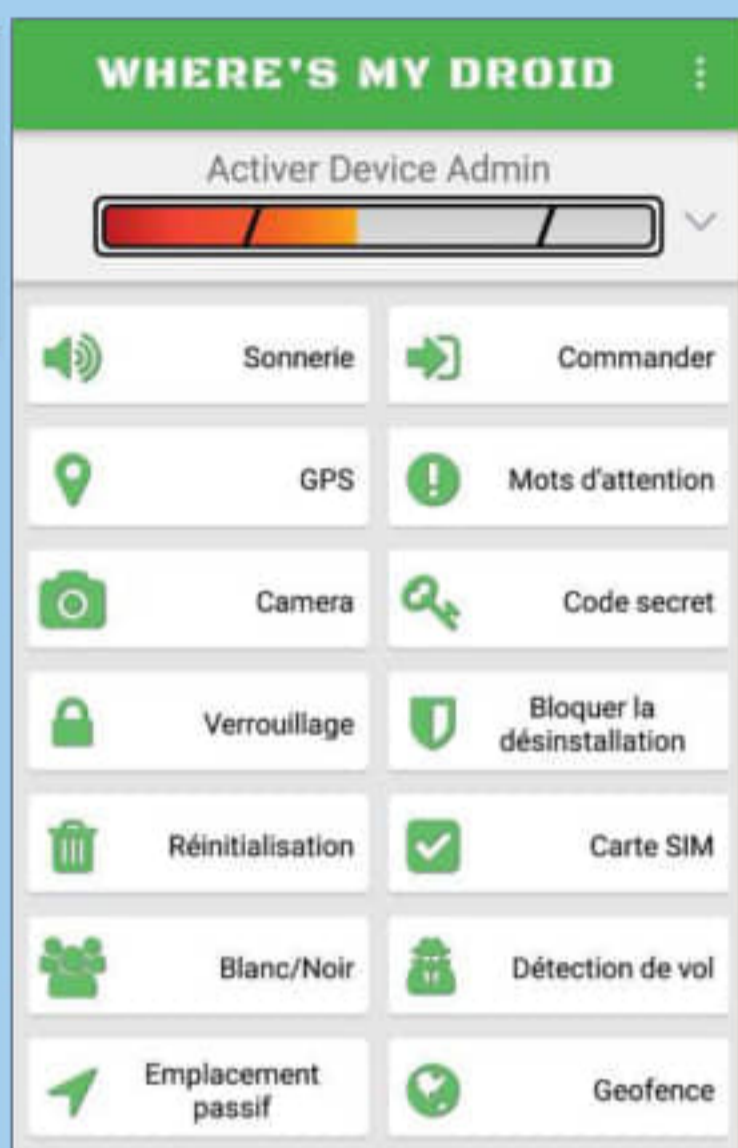 WHERE'S MY DROID
Activer Device Admin
Sonnerie
Commander
GPS
Mots d'attention
Camera
Code secret
Verrouillage
Bloquer la
désinstallation
Réinitialisation
Carte SIM
Blanc/Noir
Détection de vol
Emplacement
passif
Geofence